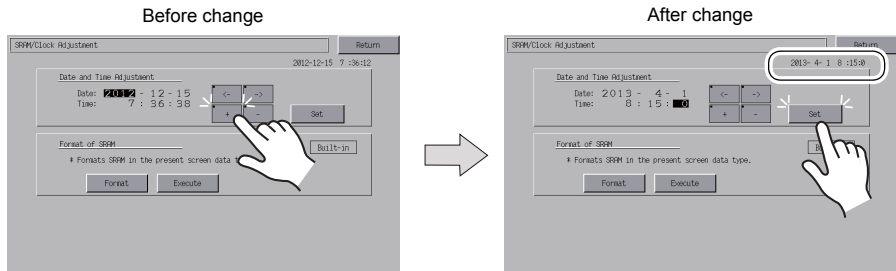 Before change
SRAM/Clock Adjustment
Return
2012-12-15 7 :36:12
Date and Time Adjustment
Date: 2012 - 12 - 15
Time: 7 : 36 : 38
<- ->
+ -
Set
Format of SRAM
Built-in
* Formats SRAM in the present screen data t
Format Execute
After change
SRAM/Clock Adjustment
Return
2013- 4- 1 8 :15:0
Date and Time Adjustment
Date: 2013 - 4 - 1
Time: 8 : 15 : 0
<- ->
+ -
Set
Format of SRAM
* Formats SRAM in the present screen data type.
Format Execute